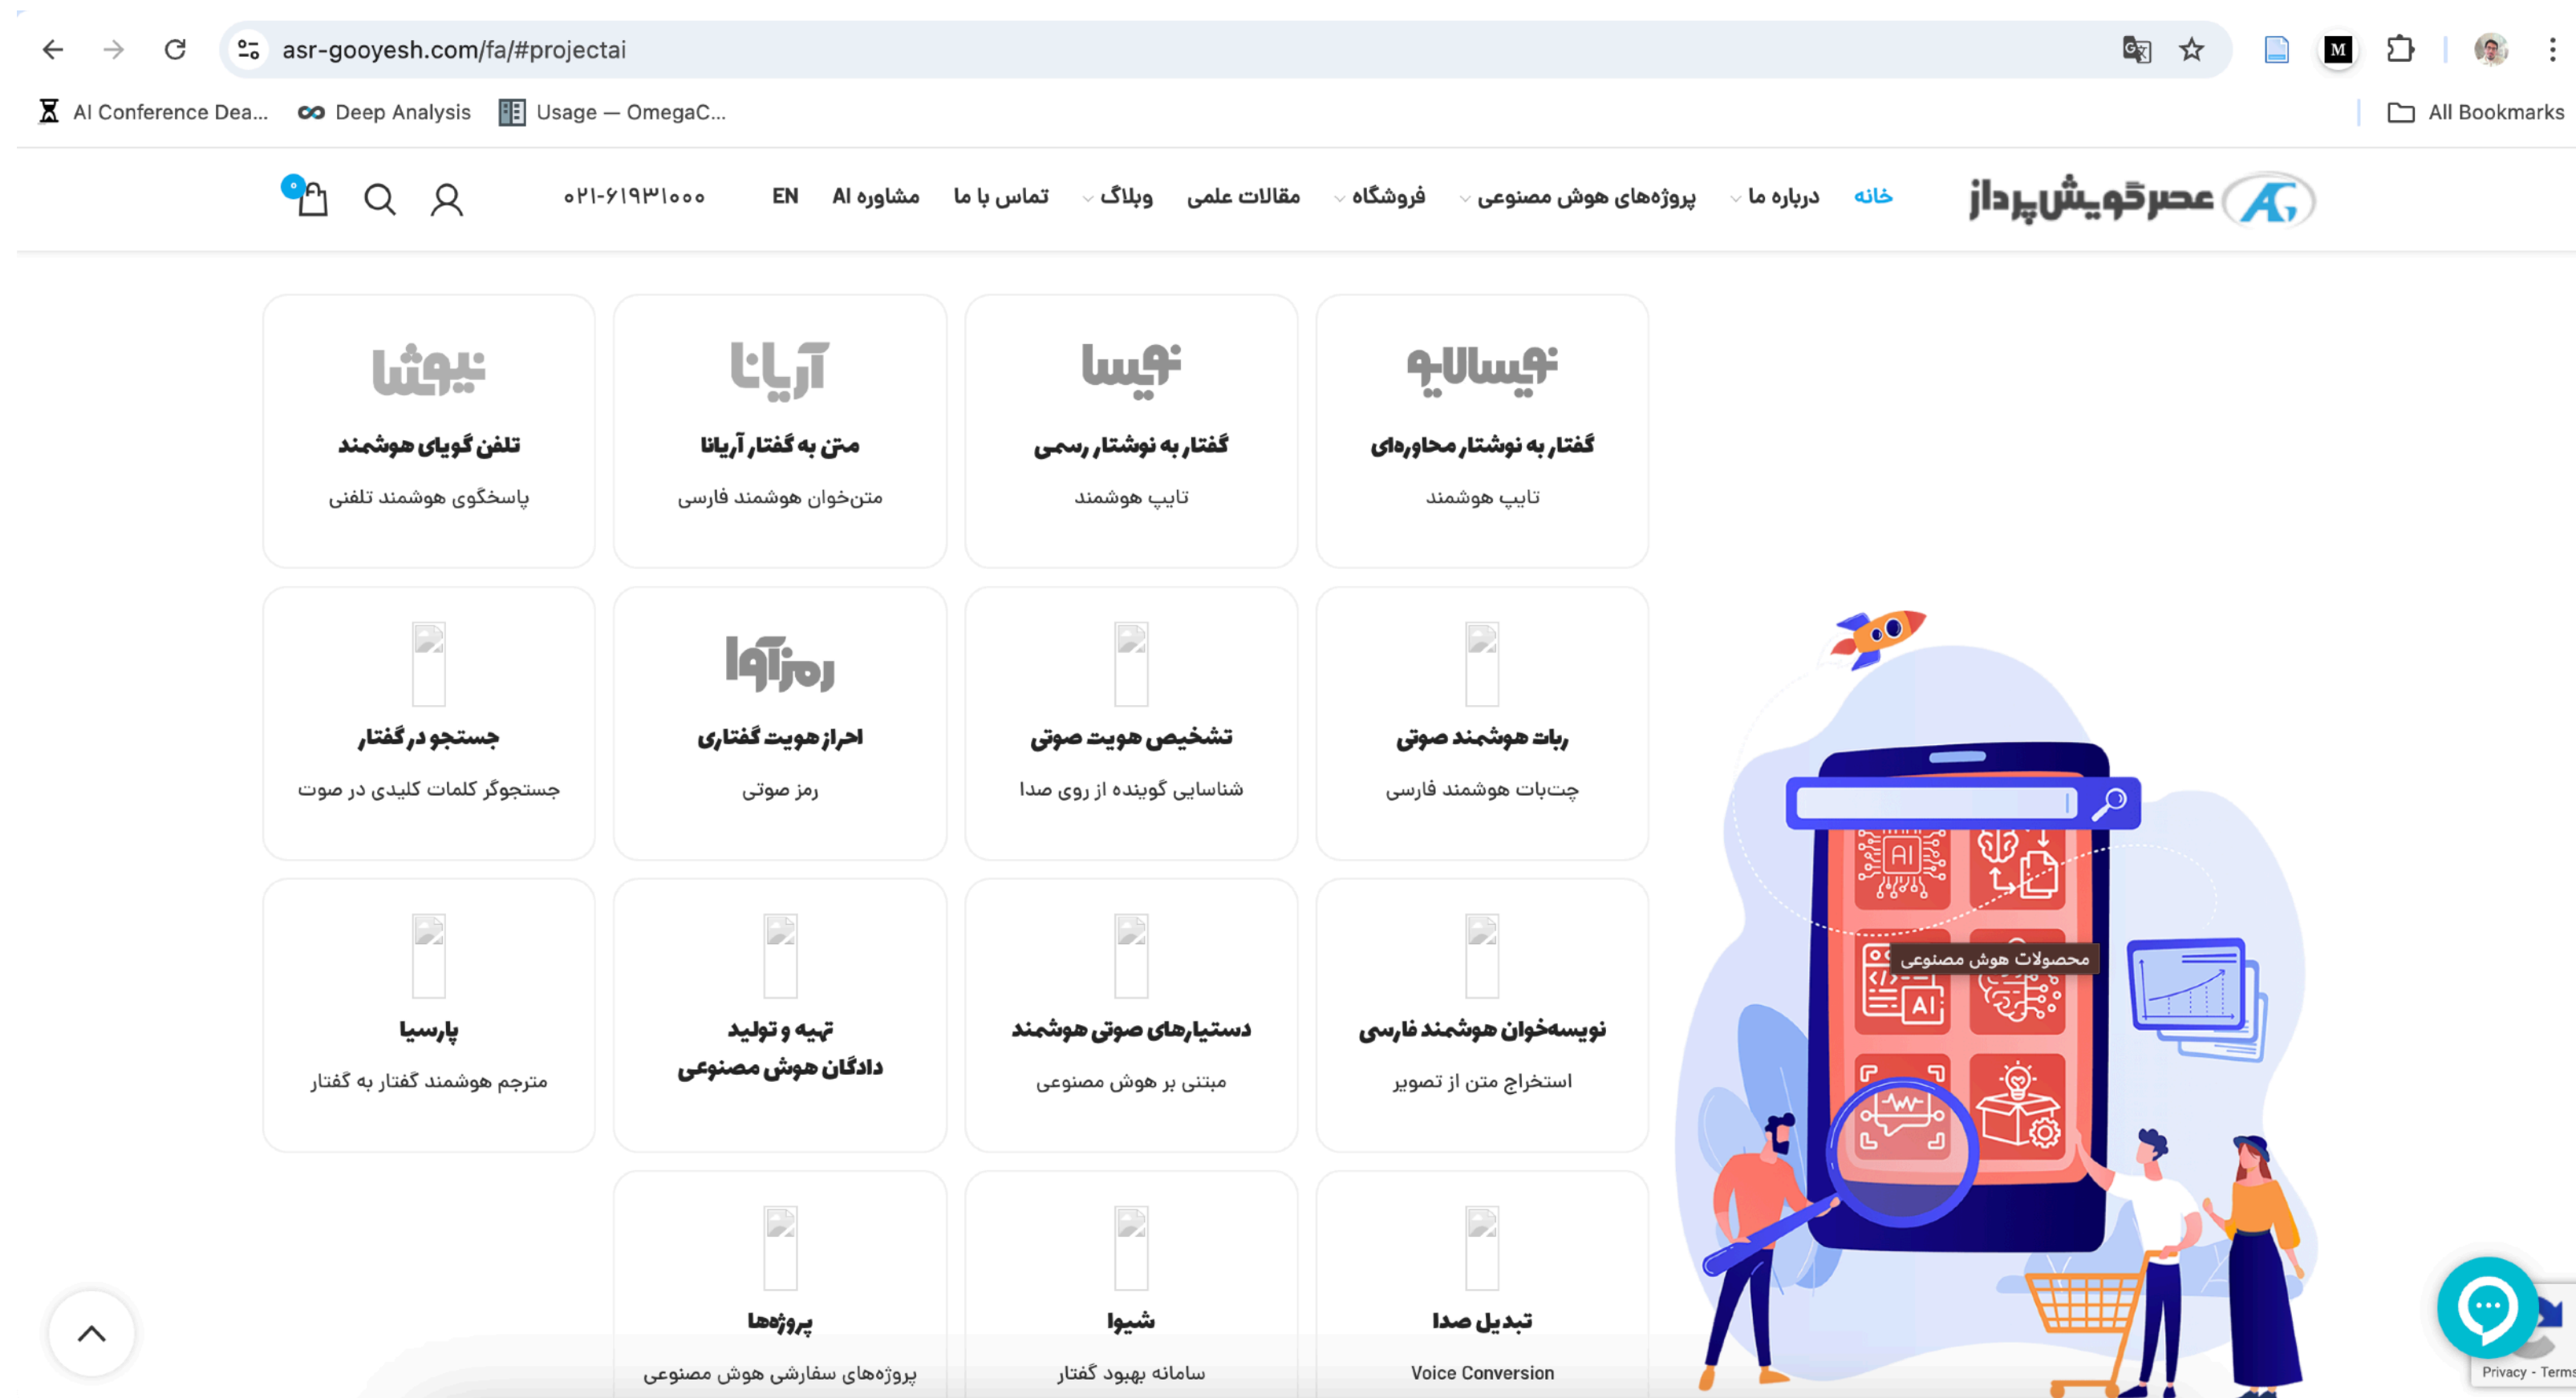 asr-gooyesh.com/fa/#projectai
M
AI Conference Dea...
Deep Analysis
Usage — OmegaC...
All Bookmarks
عصر گویش پرداز
خانه
درباره ما
پروژه‌های هوش مصنوعی
فروشگاه
مقالات علمی
وبلاگ
تماس با ما
مشاوره AI
EN
۰۲۱-۶۱۹۳۱۰۰۰
۰
نویسالایو
گفتار به نوشتار محاوره‌ای
تایپ هوشمند
نویسا
گفتار به نوشتار رسمی
تایپ هوشمند
آریانا
متن به گفتار آریانا
متن‌خوان هوشمند فارسی
نیوشا
تلفن گویای هوشمند
پاسخگوی هوشمند تلفنی
ربات هوشمند صوتی
چت‌بات هوشمند فارسی
تشخیص هویت صوتی
شناسایی گوینده از روی صدا
رمزآوا
احراز هویت گفتاری
رمز صوتی
جستجو در گفتار
جستجوگر کلمات کلیدی در صوت
نویسه‌خوان هوشمند فارسی
استخراج متن از تصویر
دستیارهای صوتی هوشمند
مبتنی بر هوش مصنوعی
تهیه و تولید
دادگان هوش مصنوعی
پارسیا
مترجم هوشمند گفتار به گفتار
تبدیل صدا
Voice Conversion
شیوا
سامانه بهبود گفتار
پروژه‌ها
پروژه‌های سفارشی هوش مصنوعی
AI
محصولات هوش مصنوعی
AI
Privacy - Terms